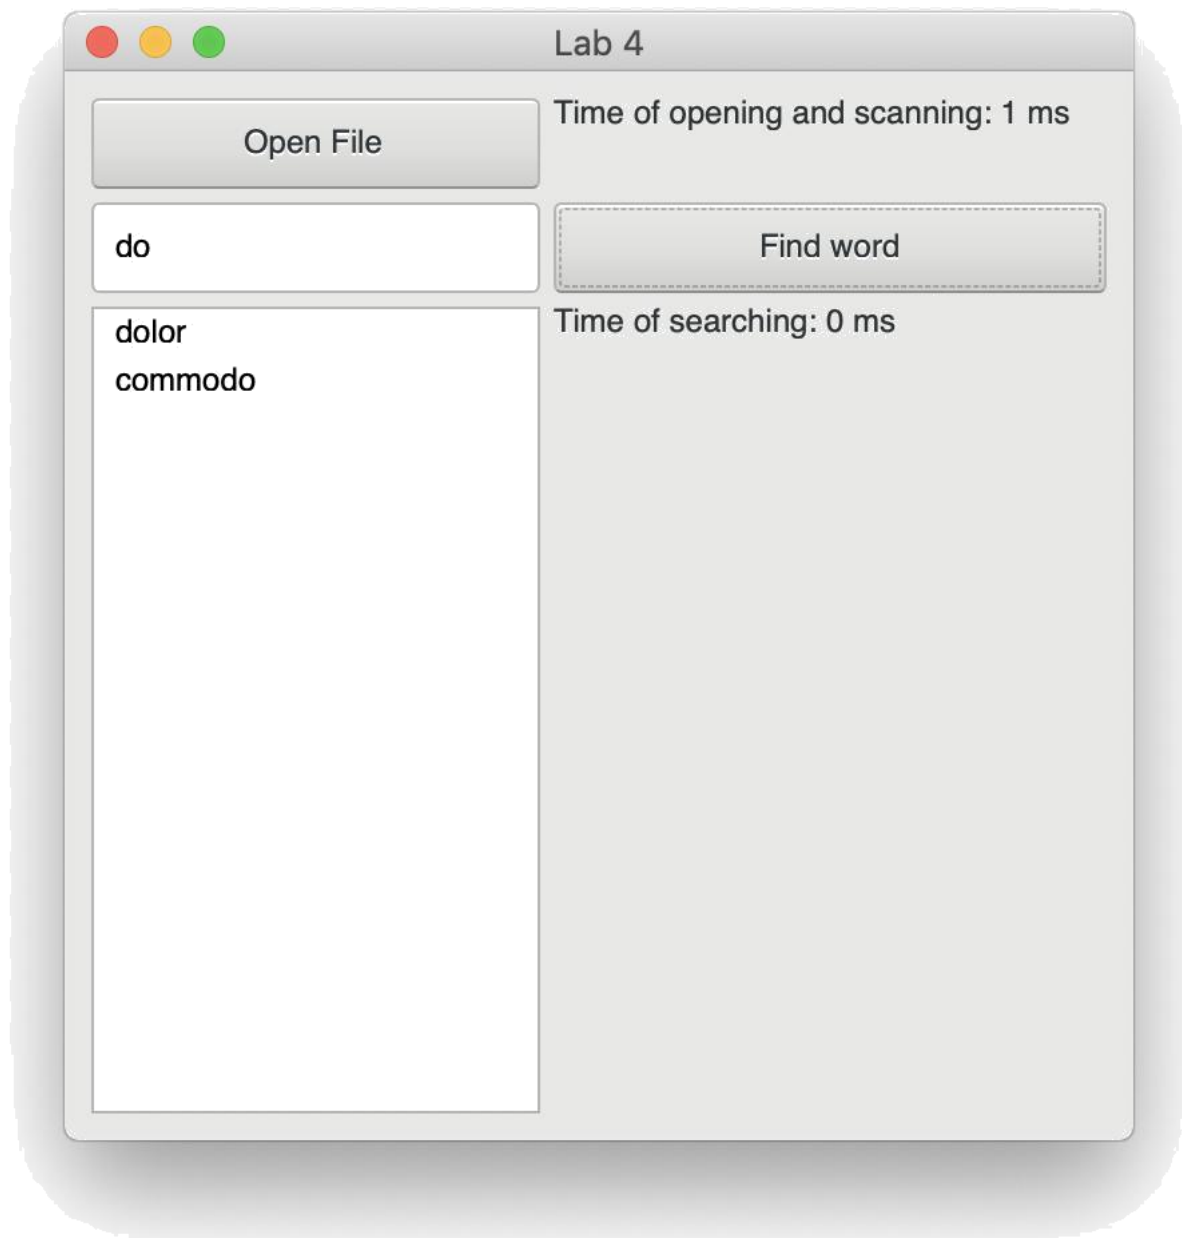 Lab 4
Open File
Time of opening and scanning: 1 ms
do
Find word
dolor
commodo
Time of searching: 0 ms